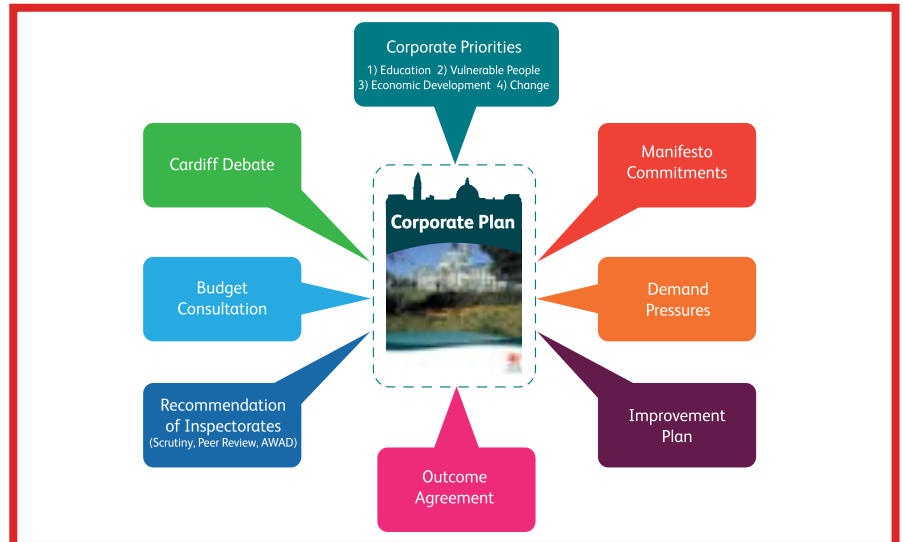 Corporate Priorities
1) Education 2) Vulnerable People
3) Economic Development 4) Change
Cardiff Debate
Manifesto
Commitments
Corporate Plan
Budget
Consultation
Demand
Pressures
Recommendation
of Inspectorates
(Scrutiny, Peer Review, AWAD)
Improvement
Plan
Outcome
Agreement